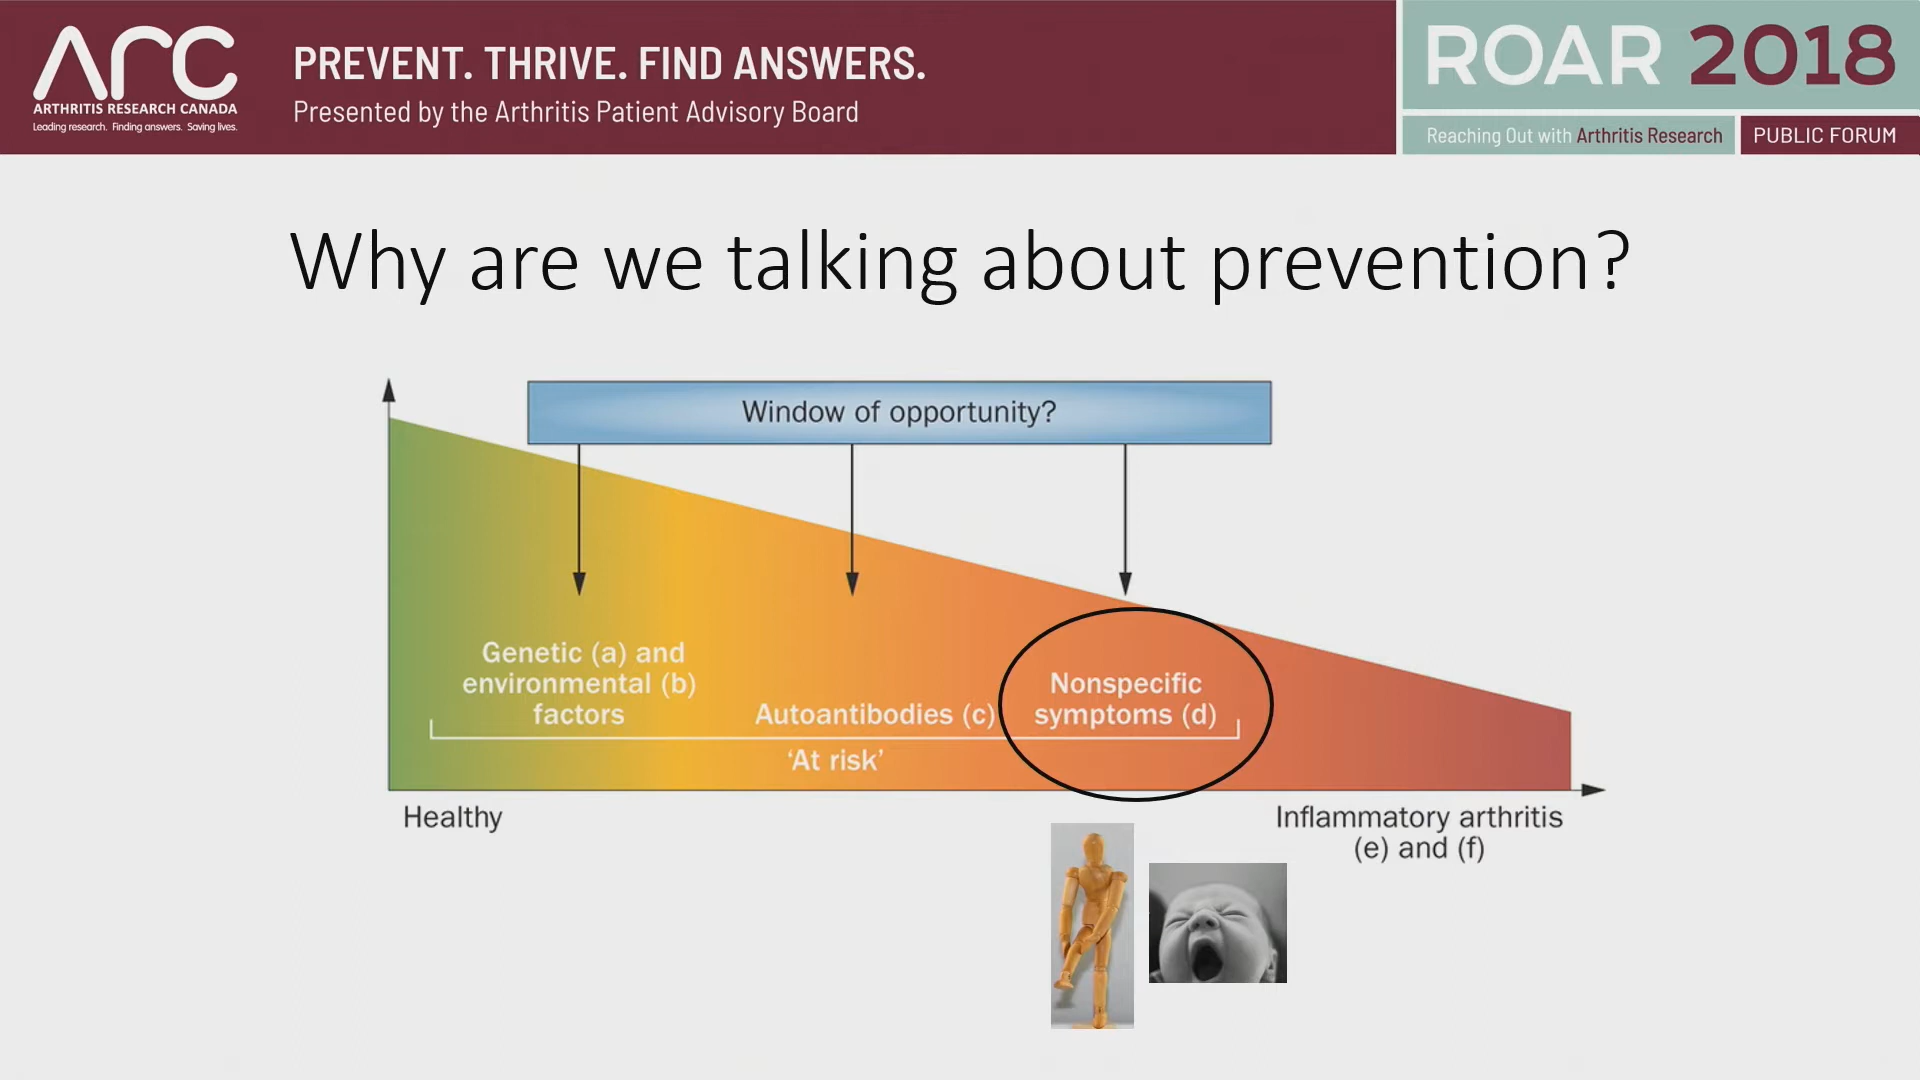 ARC
ARTHRITIS RESEARCH CANADA
Leading research. Finding answers. Saving lives.
PREVENT. THRIVE. FIND ANSWERS.
Presented by the Arthritis Patient Advisory Board
ROAR 2018
Reaching Out with Arthritis Research
PUBLIC FORUM
Why are we talking about prevention?
Window of opportunity?
Genetic (a) and
environmental (b)
factors
Autoantibodies (c)
Nonspecific
symptoms (d)
‘At risk’
Healthy
Inflammatory arthritis
(e) and (f)